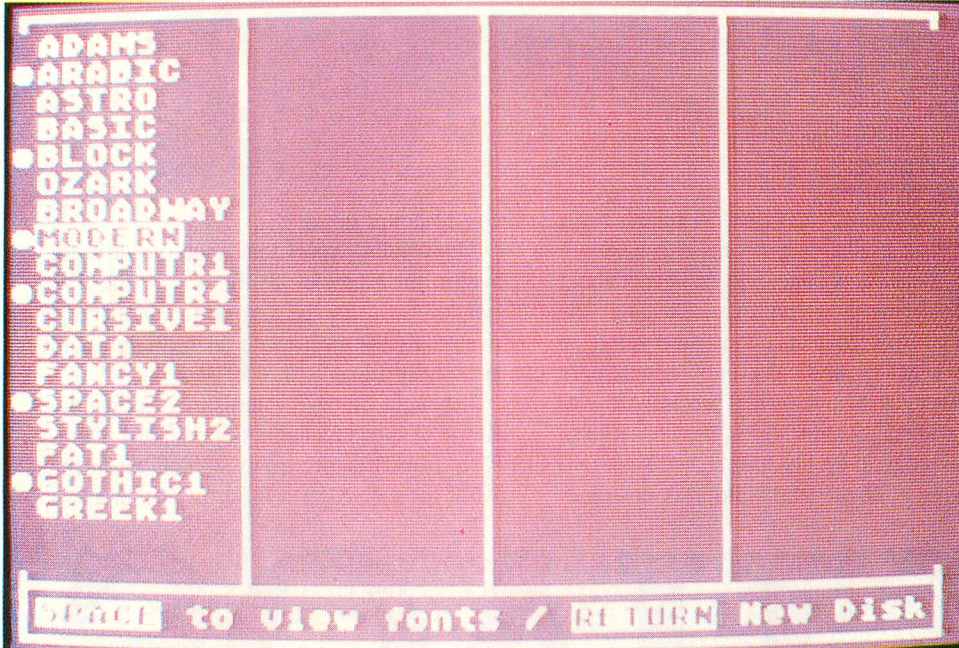 ADAMS
ARABIC
ASTRO
BASIC
BLOCK
OZARK
BROADWAY
MODERN
COMPUTR1
COMPUTR4
CURSIVE1
DATA
FANCY1
SPACE2
STYLISH2
FAT1
GOTHIC1
GREEK1
SPACE to view fonts / RETURN New Disk